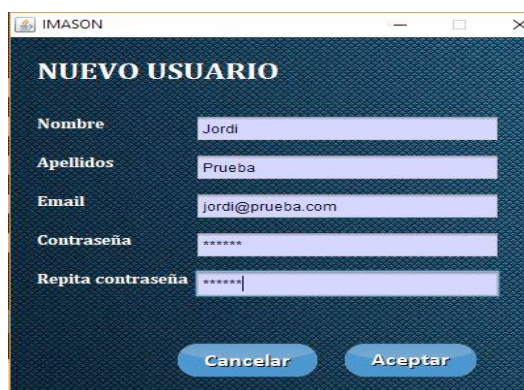 IMASON
NUEVO USUARIO
Nombre
Jordi
Apellidos
Prueba
Email
jordi@prueba.com
Contraseña
******
Repita contraseña
******
Cancelar
Aceptar